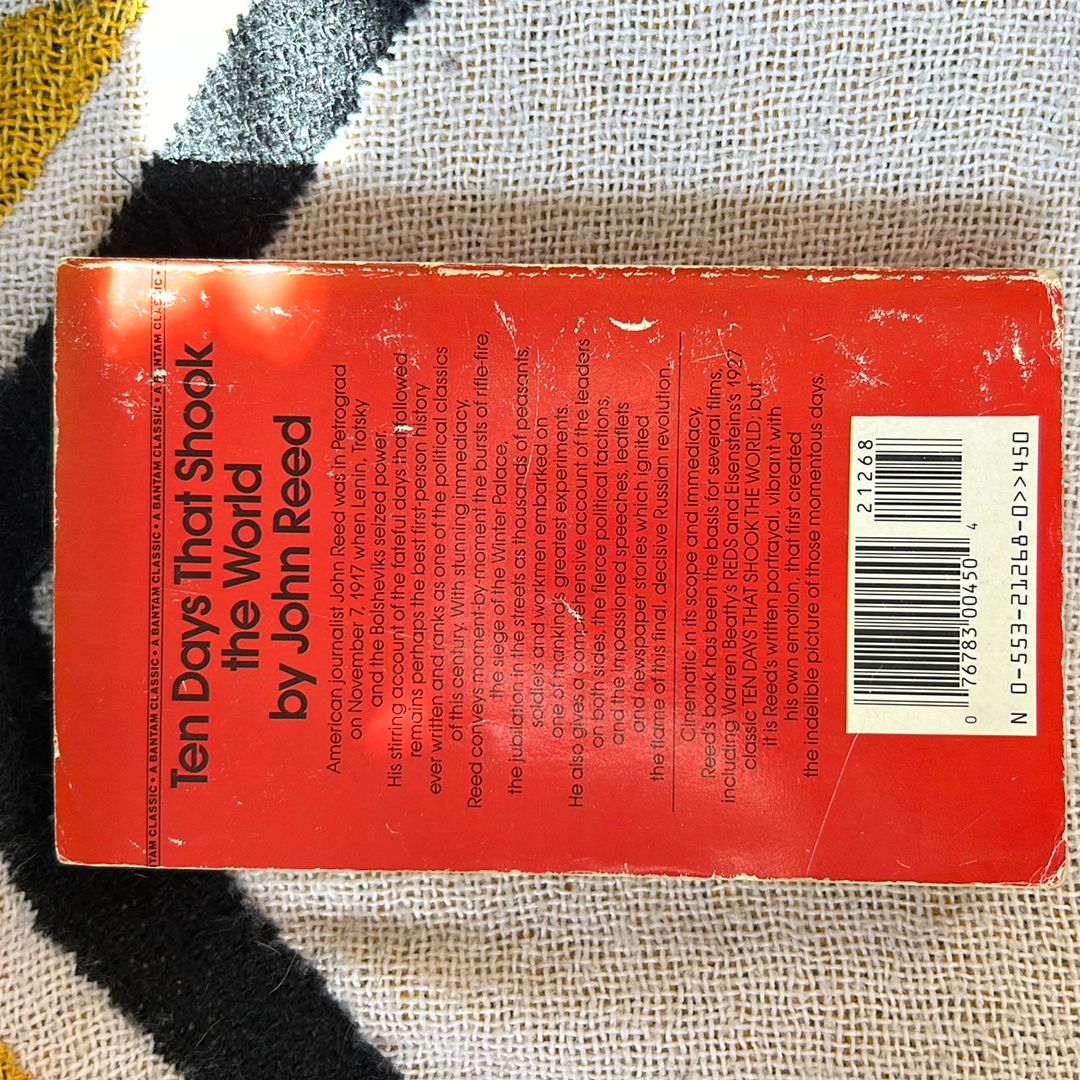 TAM CLASSIC • A BANTAM CLASSIC • A BANTAM CLASSIC • A BANTAM CLASSIC • A BANTAM CLASSIC •
Ten Days That Shook
the World
by John Reed
American journalist John Reed was in Petrograd
on November 7, 1917 when Lenin, Trotsky
and the Bolsheviks seized power.
His stirring account of the fateful days that followed
remains perhaps the best first-person history
ever written and ranks as one of the political classics
of this century. With stunning immediacy,
Reed conveys moment-by-moment the bursts of rifle-fire,
the siege of the Winter Palace,
the jubilation in the streets as thousands of peasants,
soldiers and workmen embarked on
one of mankind's greatest experiments.
He also gives a comprehensive account of the leaders
on both sides, the fierce political factions,
and the impassioned speeches, leaflets
and newspaper stories which ignited
the flame of this final, decisive Russian revolution.
Cinematic in its scope and immediacy,
Reed's book has been the basis for several films,
including Warren Beatty's REDS and Eisenstein's 1927
classic TEN DAYS THAT SHOOK THE WORLD; but
it is Reed's written portrayal, vibrant with
his own emotion, that first created
the indelible picture of those momentous days.
21268
0 76783 00450 4
N 0-553-21268-0>>450